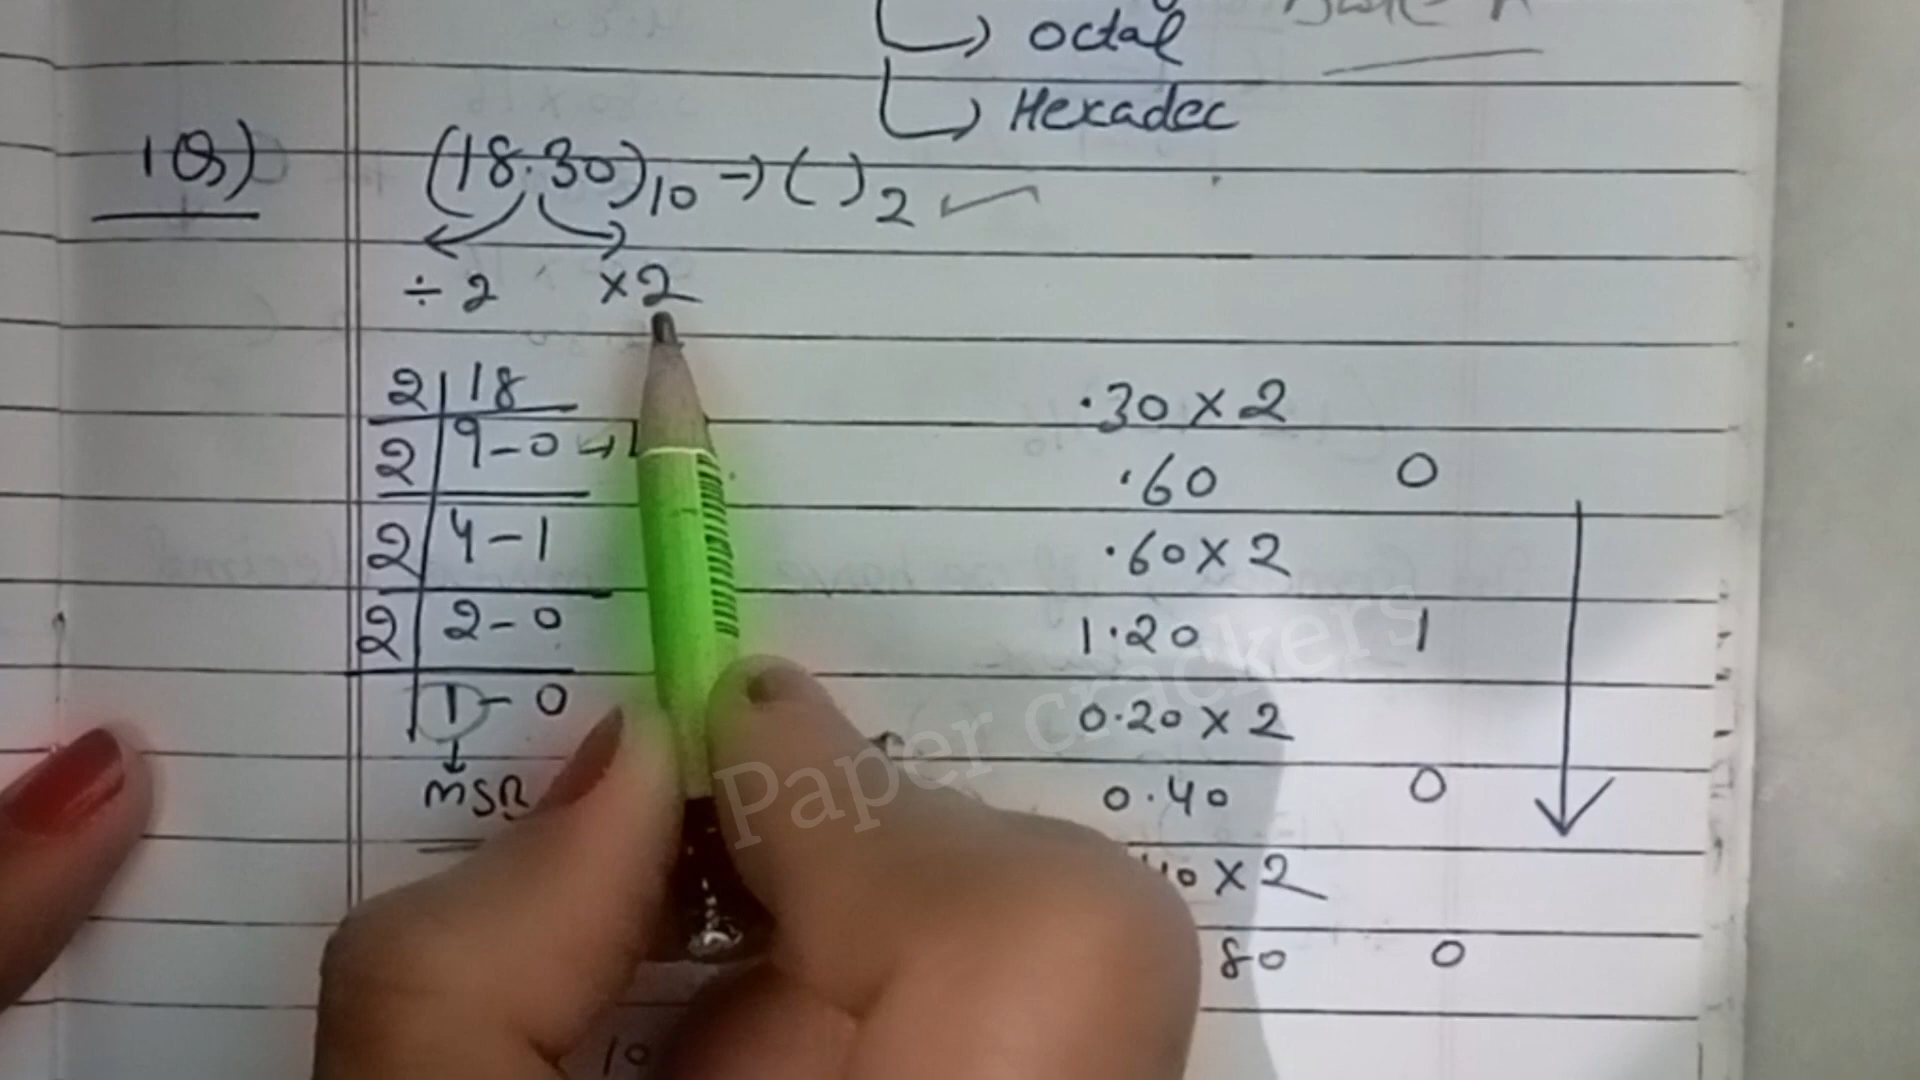 octal
Hexadec
1Q) (18.30)10 → ( )2 ✓
÷ 2 × 2
2 | 18
2 | 9 - 0 →
2 | 4 - 1
2 | 2 - 0
1 - 0
MSB
.30 × 2
.60 0
.60 × 2
1.20 1
0.20 × 2
0.40 0
40 × 2
80 0
10
Paper crackers